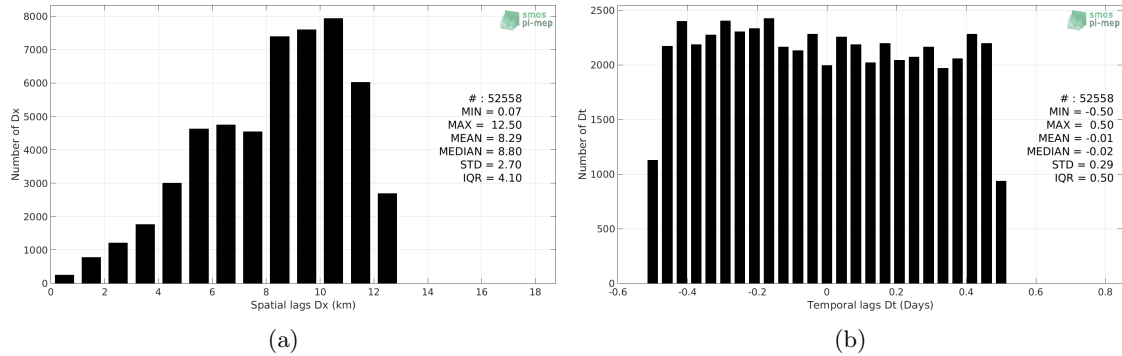 8000
7000
6000
5000
4000
3000
2000
1000
0
Number of Dx
smos
pi-mep
# : 52558
MIN = 0.07
MAX = 12.50
MEAN = 8.29
MEDIAN = 8.80
STD = 2.70
IQR = 4.10
0 2 4 6 8 10 12 14 16 18
Spatial lags Dx (km)
(a)
2500
2000
1500
1000
500
0
Number of Dt
smos
pi-mep
# : 52558
MIN = -0.50
MAX = 0.50
MEAN = -0.01
MEDIAN = -0.02
STD = 0.29
IQR = 0.50
-0.6 -0.4 -0.2 0 0.2 0.4 0.6 0.8
Temporal lags Dt (Days)
(b)